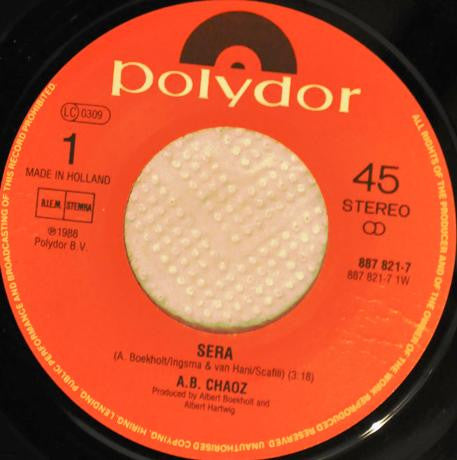 polydor
LC 0309
1
MADE IN HOLLAND
B.I.E.M. STEMRA
℗1988
Polydor B.V.
45
STEREO
887 821-7
887 821-7 1W
SERA
(A. Boekholt/Ingsma & van Hani/Scafili) (3.18)
A.B. CHAOZ
Produced by Albert Boekholt and
Albert Hartwig
ALL RIGHTS OF THE PRODUCER AND OF THE OWNER OF THE WORK REPRODUCED RESERVED. UNAUTHORISED COPYING, HIRING, LENDING, PUBLIC PERFORMANCE AND BROADCASTING OF THIS RECORD PROHIBITED.